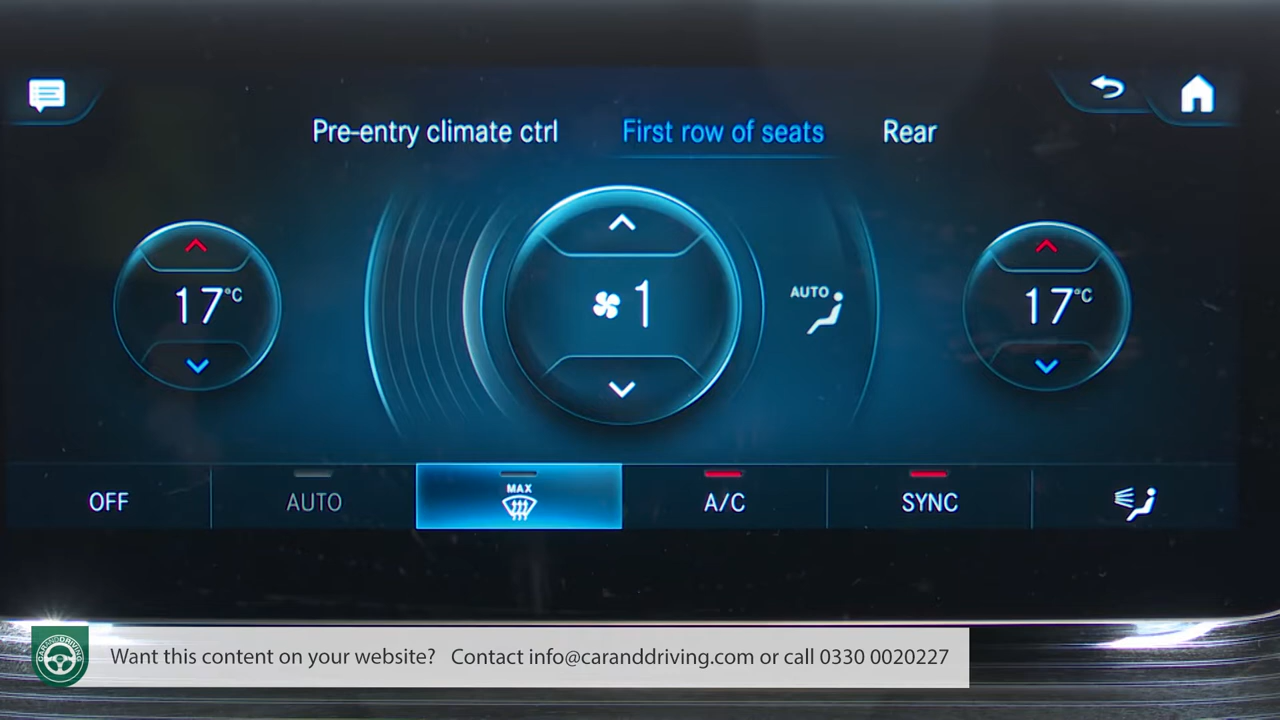 Pre-entry climate ctrl First row of seats Rear
17°C
1
AUTO
17°C
OFF
AUTO
MAX
A/C
SYNC
CARANDDRIVING
Want this content on your website? Contact info@caranddriving.com or call 0330 0020227